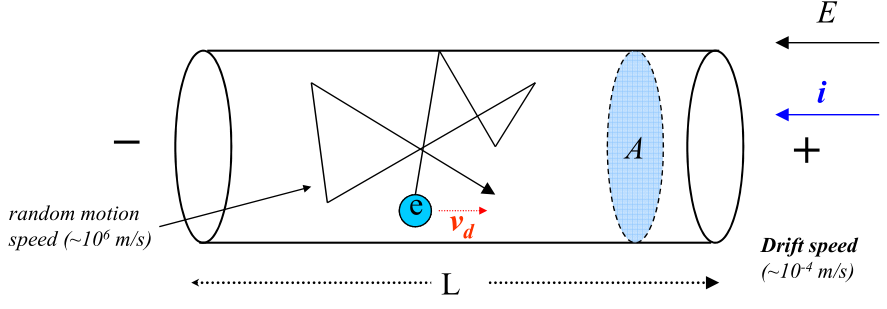 E
i
−
+
A
e
v_d
random motion
speed (~10⁶ m/s)
Drift speed
(~10⁻⁴ m/s)
L